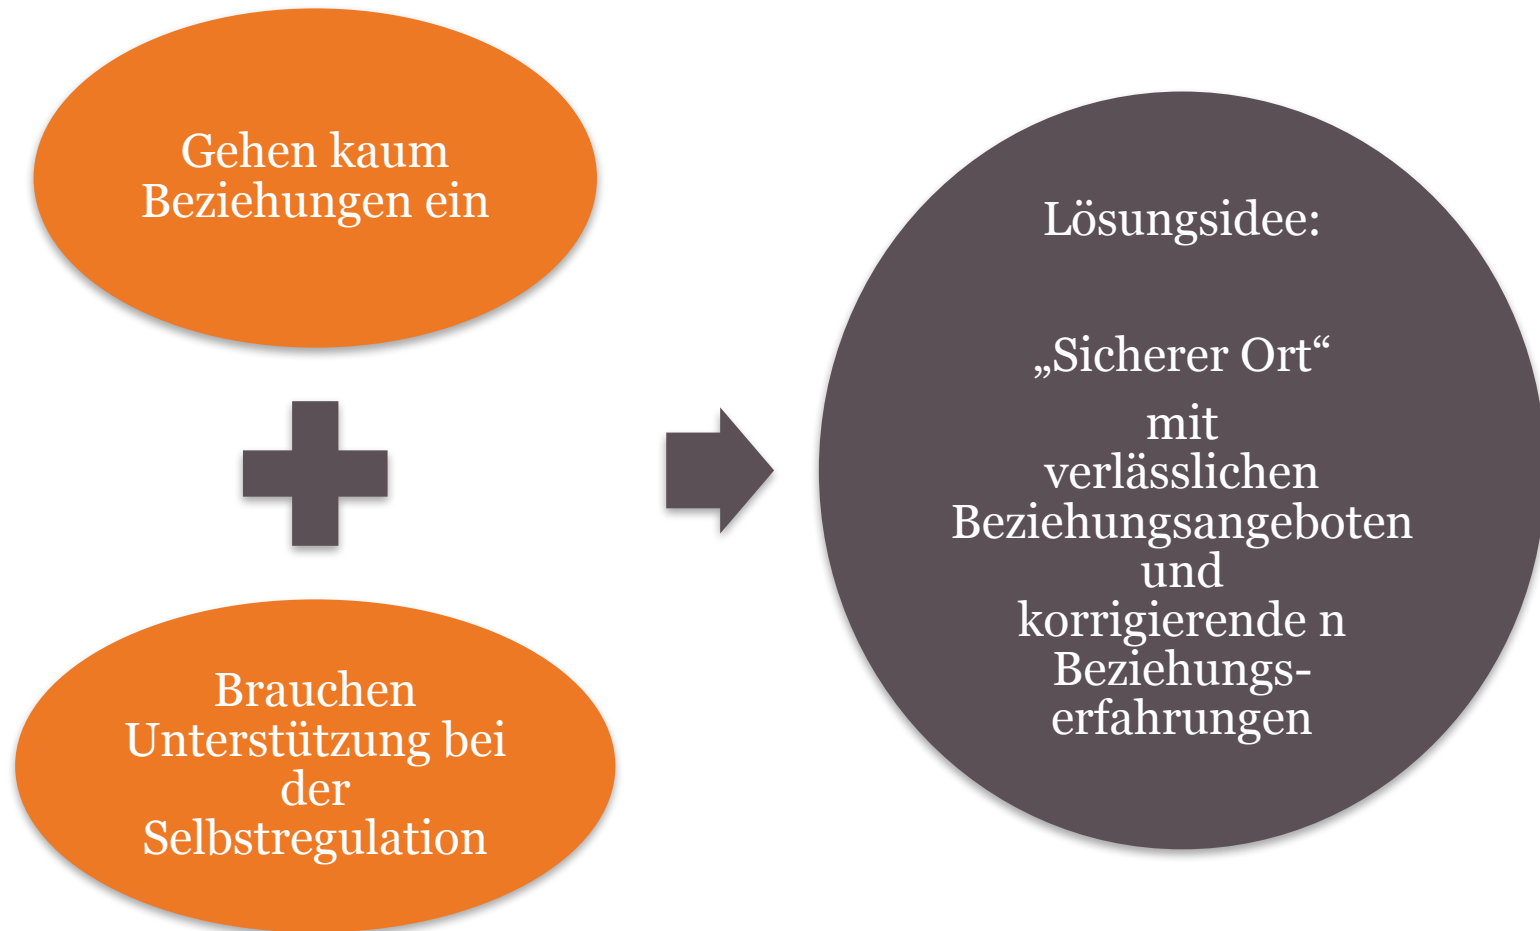 Gehen kaum
Beziehungen ein
Brauchen
Unterstützung bei
der
Selbstregulation
Lösungsidee:
„Sicherer Ort“
mit
verlässlichen
Beziehungsangeboten
und
korrigierende n
Beziehungs-
erfahrungen